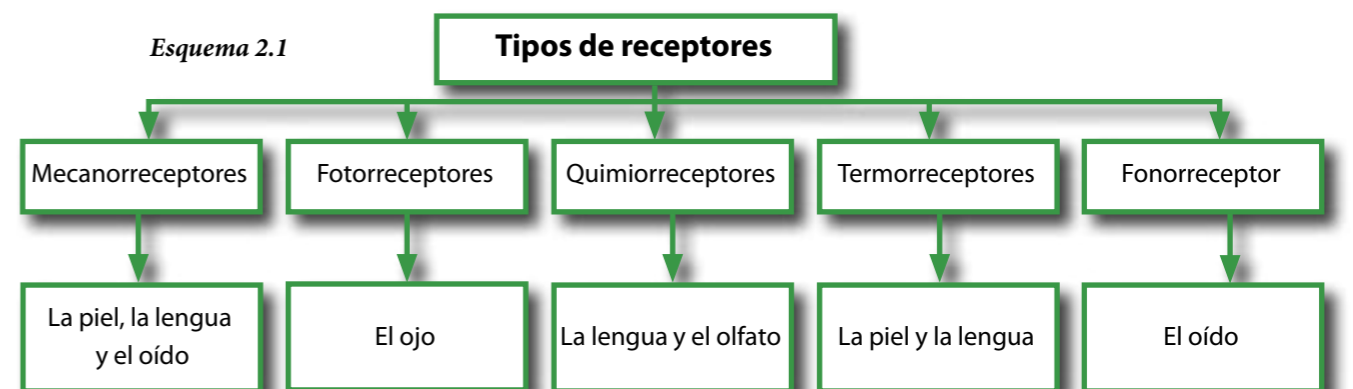 Esquema 2.1
Tipos de receptores
Mecanorreceptores
Fotorreceptores
Quimiorreceptores
Termorreceptores
Fonorreceptor
La piel, la lengua
y el oído
El ojo
La lengua y el olfato
La piel y la lengua
El oído